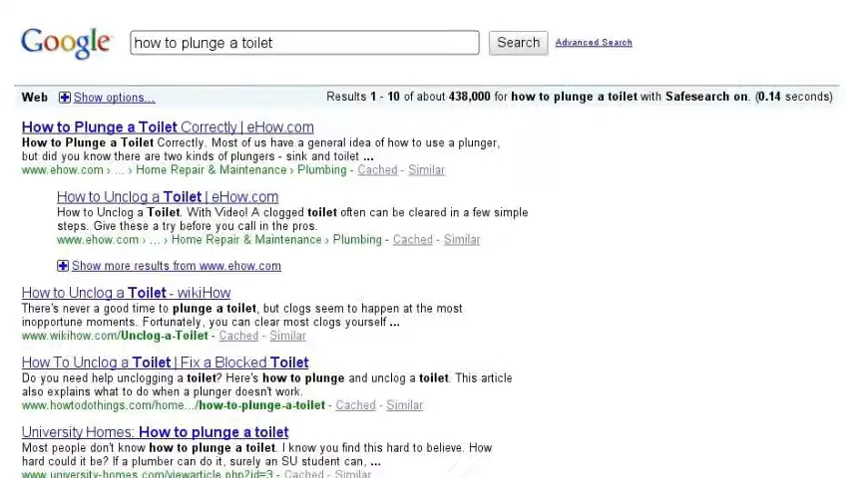 Google how to plunge a toilet Search Advanced Search
Web Show options... Results 1 - 10 of about 438,000 for how to plunge a toilet with Safesearch on. (0.14 seconds)
How to Plunge a Toilet Correctly | eHow.com
How to Plunge a Toilet Correctly. Most of us have a general idea of how to use a plunger,
but did you know there are two kinds of plungers - sink and toilet ...
www.ehow.com › ... › Home Repair & Maintenance › Plumbing - Cached - Similar
How to Unclog a Toilet | eHow.com
How to Unclog a Toilet. With Video! A clogged toilet often can be cleared in a few simple
steps. Give these a try before you call in the pros.
www.ehow.com › ... › Home Repair & Maintenance › Plumbing - Cached - Similar
Show more results from www.ehow.com
How to Unclog a Toilet - wikiHow
There's never a good time to plunge a toilet, but clogs seem to happen at the most
inopportune moments. Fortunately, you can clear most clogs yourself ...
www.wikihow.com/Unclog-a-Toilet - Cached - Similar
How To Unclog a Toilet | Fix a Blocked Toilet
Do you need help unclogging a toilet? Here's how to plunge and unclog a toilet. This article
also explains what to do when a plunger doesn't work.
www.howtodothings.com/home.../how-to-plunge-a-toilet - Cached - Similar
University Homes: How to plunge a toilet
Most people don't know how to plunge a toilet. I know you find this hard to believe. How
hard could it be? If a plumber can do it, surely an SU student can, ...
www.university-homes.com/viewarticle.php?id=3 - Cached - Similar